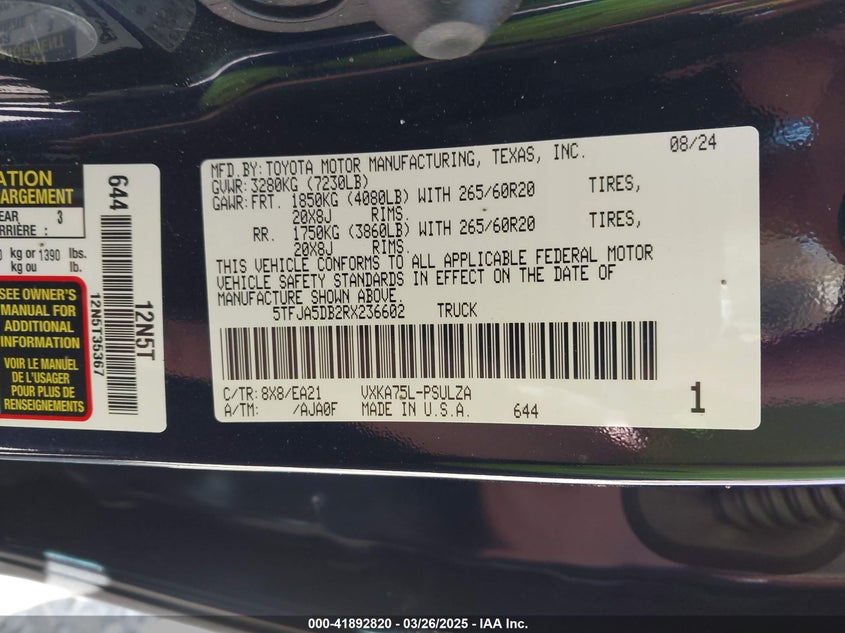 ATION
HARGEMENT
EAR 3
RRIÈRE :
kg or 1390 lbs.
kg ou lb.
SEE OWNER'S
MANUAL FOR
ADDITIONAL
INFORMATION
VOIR LE MANUEL
DE L'USAGER
POUR PLUS DE
RENSEIGNEMENTS
644
12N5T
12N5T35367
MFD.BY:TOYOTA MOTOR MANUFACTURING, TEXAS, INC. 08/24
GVWR:3280KG (7230LB)
GAWR:FRT. 1850KG (4080LB) WITH 265/60R20 TIRES,
20X8J RIMS.
RR. 1750KG (3860LB) WITH 265/60R20 TIRES,
20X8J RIMS.
THIS VEHICLE CONFORMS TO ALL APPLICABLE FEDERAL MOTOR
VEHICLE SAFETY STANDARDS IN EFFECT ON THE DATE OF
MANUFACTURE SHOWN ABOVE.
5TFJA5DB2RX236602 TRUCK
C/TR:8X8/EA21 VXKA75L-PSULZA
A/TM: /AJA0F MADE IN U.S.A. 644 1
000-41892820 - 03/26/2025 - IAA Inc.